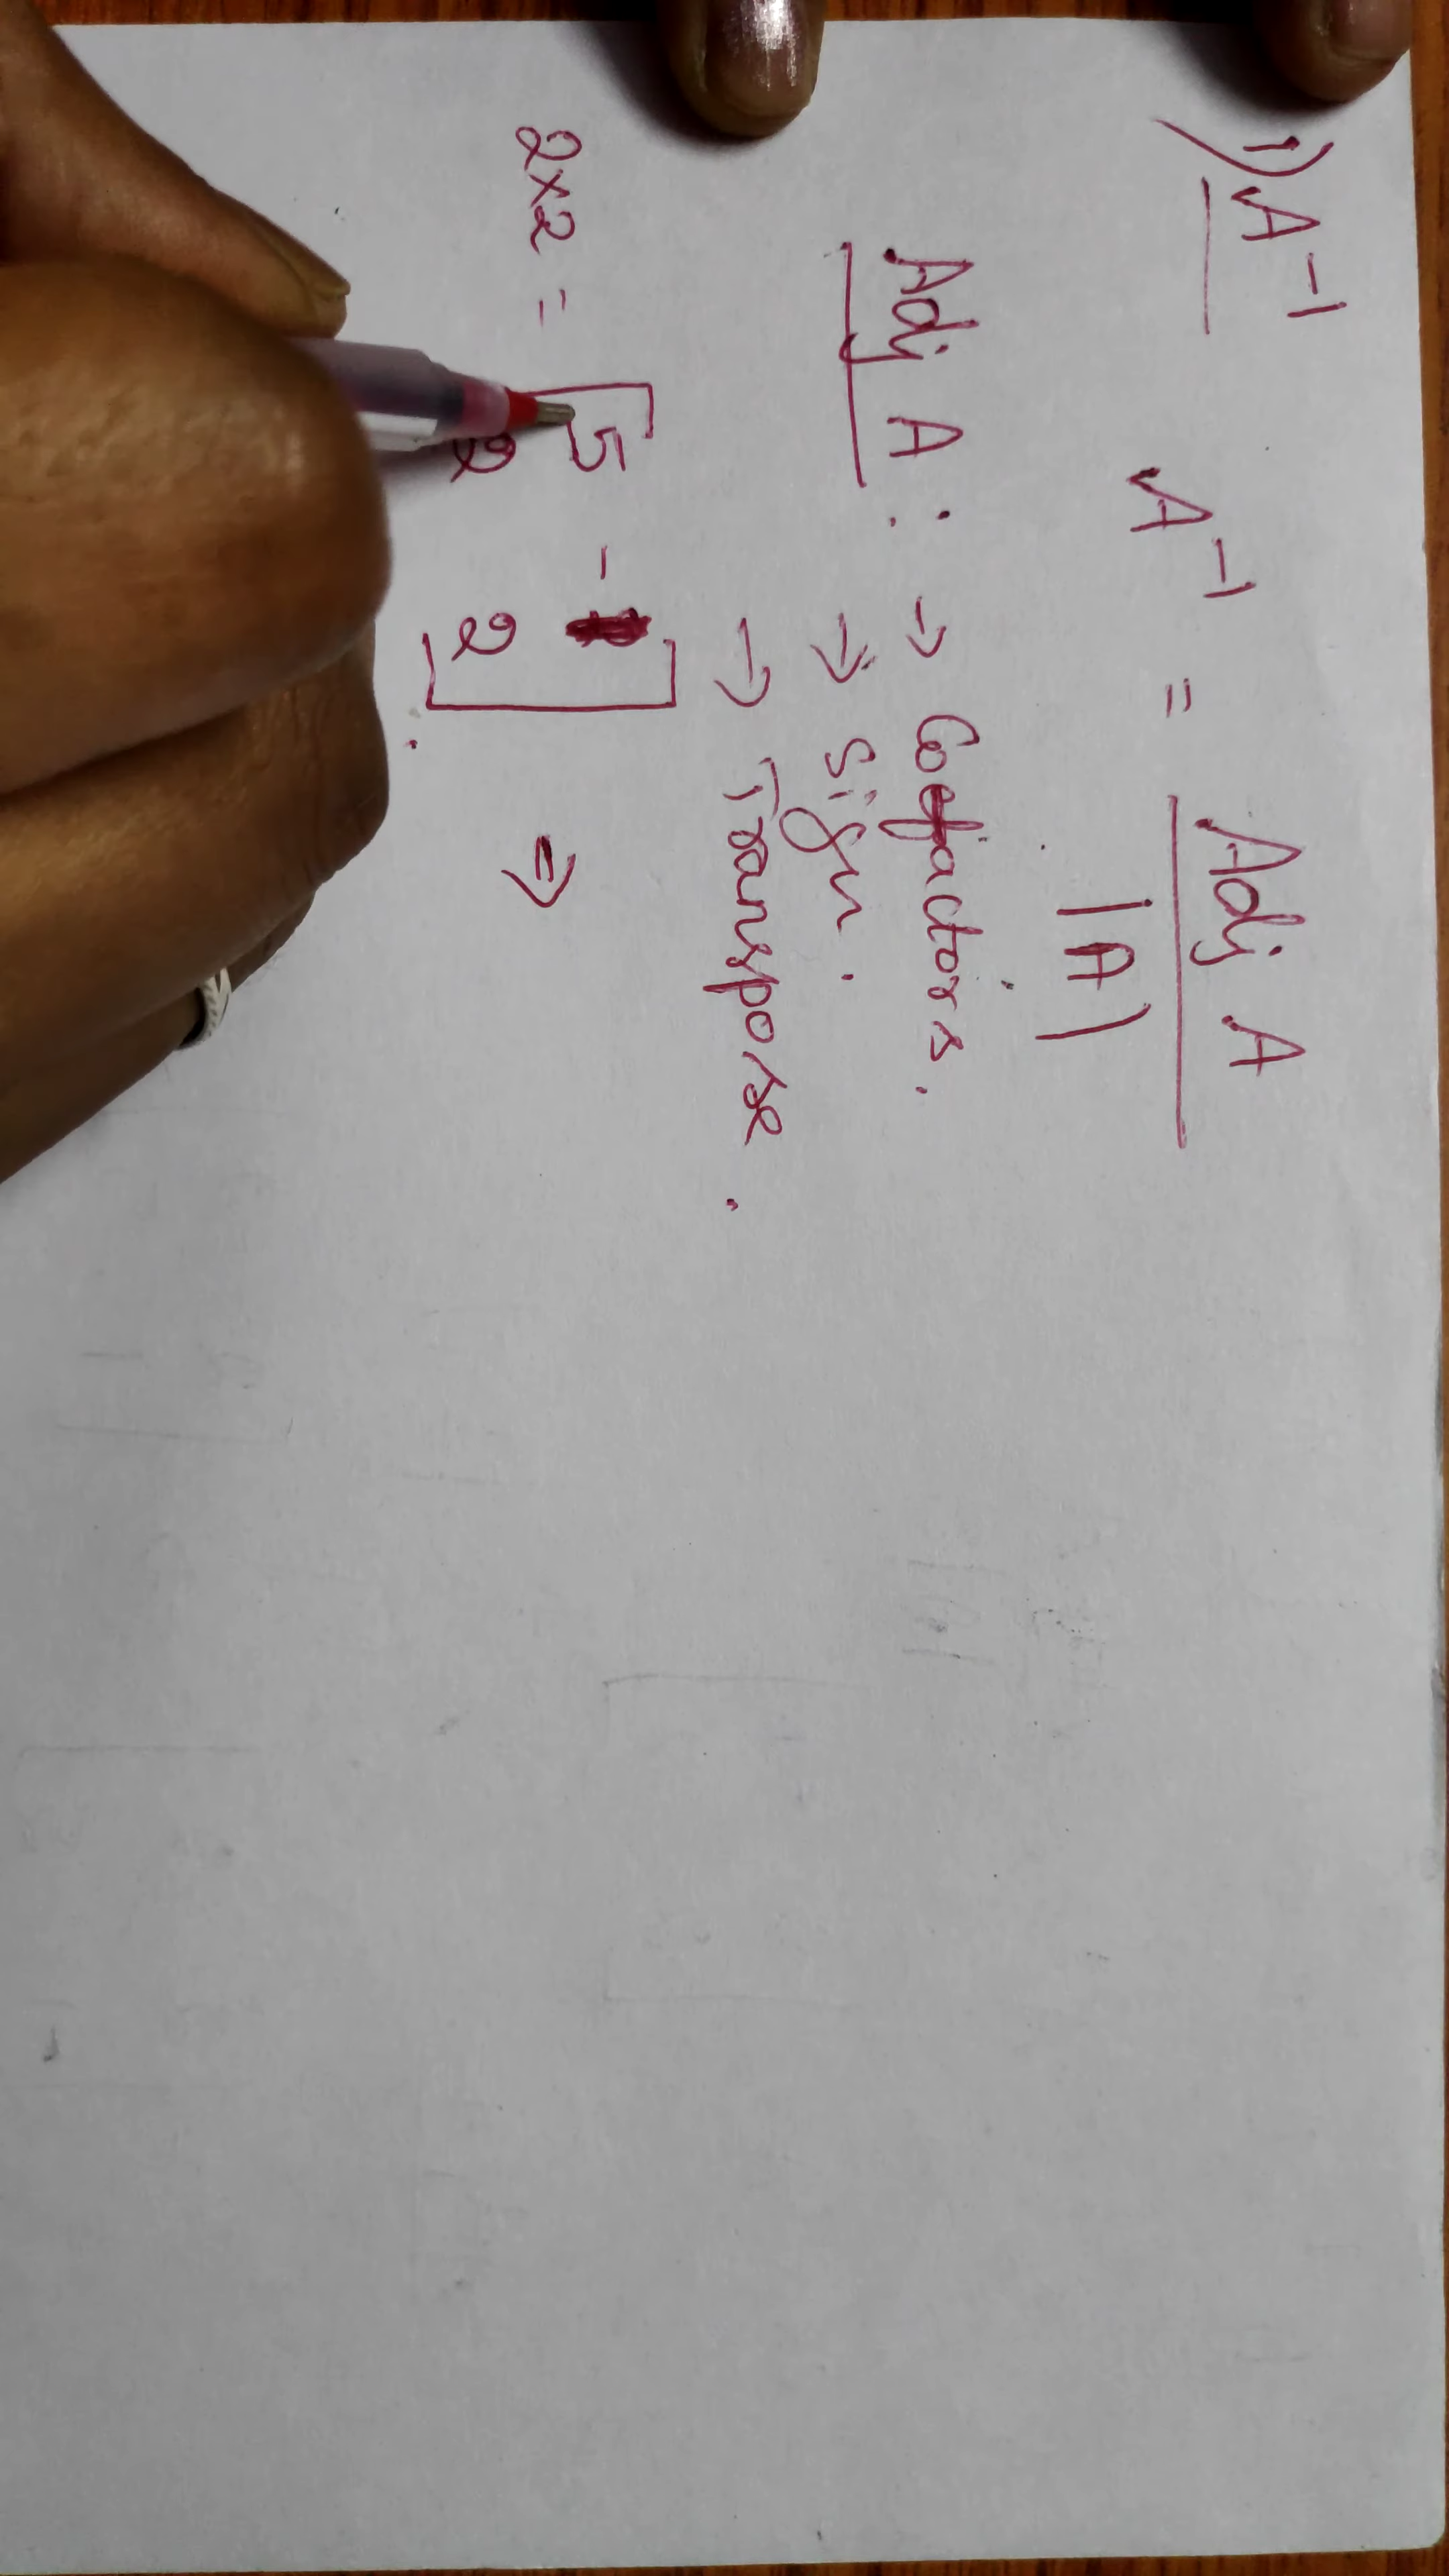 1) A⁻¹
A⁻¹ = Adj A
|A|
Adj A : → Cofactors.
→ Sign.
→ Transpose.
2x2 = [ 5 -
2 2 ] ⇒